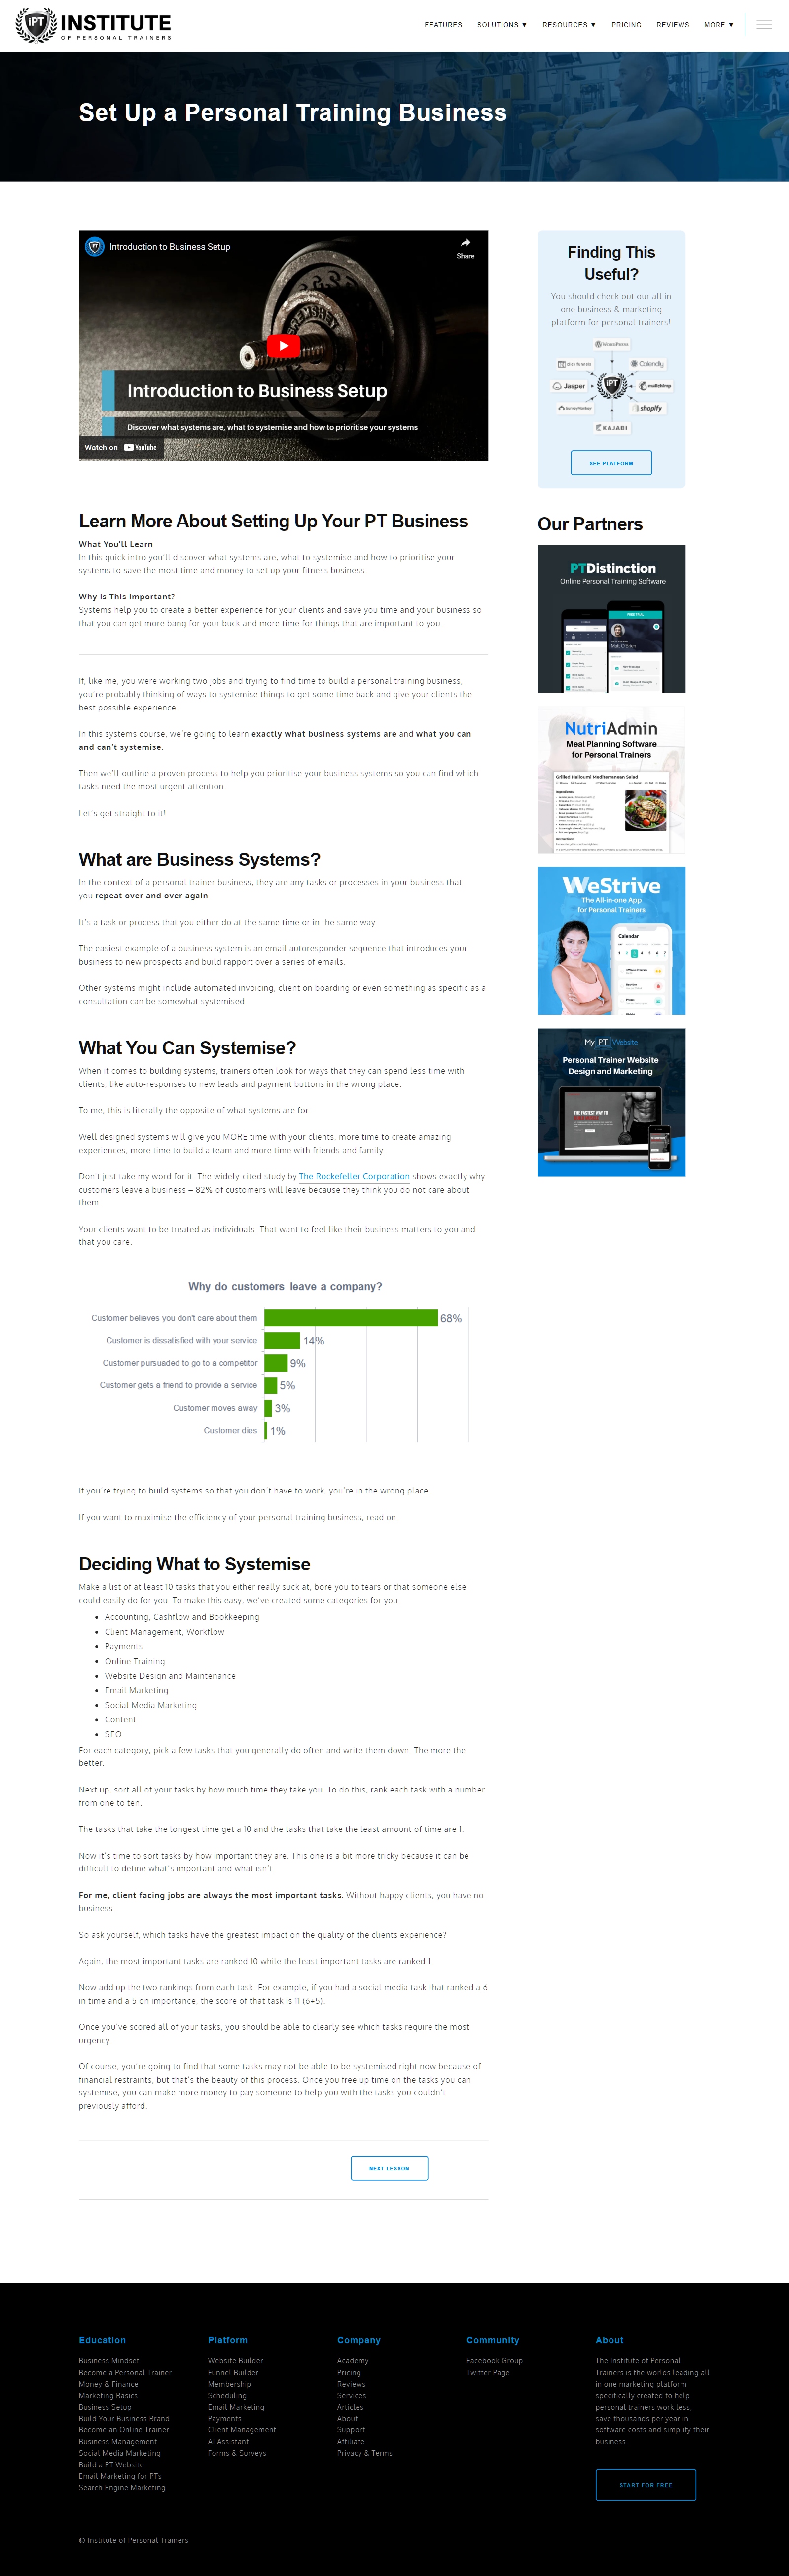 iPT INSTITUTE
OF PERSONAL TRAINERS
FEATURES SOLUTIONS ▼ RESOURCES ▼ PRICING REVIEWS MORE ▼
Set Up a Personal Training Business
iPT Introduction to Business Setup
Share
Introduction to Business Setup
Discover what systems are, what to systemise and how to prioritise your systems
Watch on YouTube
Learn More About Setting Up Your PT Business
What You'll Learn
In this quick intro you'll discover what systems are, what to systemise and how to prioritise your
systems to save the most time and money to set up your fitness business.
Why is This Important?
Systems help you to create a better experience for your clients and save you time and your business so
that you can get more bang for your buck and more time for things that are important to you.
If, like me, you were working two jobs and trying to find time to build a personal training business,
you're probably thinking of ways to systemise things to get some time back and give your clients the
best possible experience.
In this systems course, we're going to learn exactly what business systems are and what you can
and can't systemise.
Then we'll outline a proven process to help you prioritise your business systems so you can find which
tasks need the most urgent attention.
Let's get straight to it!
What are Business Systems?
In the context of a personal trainer business, they are any tasks or processes in your business that
you repeat over and over again.
It's a task or process that you either do at the same time or in the same way.
The easiest example of a business system is an email autoresponder sequence that introduces your
business to new prospects and build rapport over a series of emails.
Other systems might include automated invoicing, client on boarding or even something as specific as a
consultation can be somewhat systemised.
What You Can Systemise?
When it comes to building systems, trainers often look for ways that they can spend less time with
clients, like auto-responses to new leads and payment buttons in the wrong place.
To me, this is literally the opposite of what systems are for.
Well designed systems will give you MORE time with your clients, more time to create amazing
experiences, more time to build a team and more time with friends and family.
Don't just take my word for it. The widely-cited study by The Rockefeller Corporation shows exactly why
customers leave a business – 82% of customers will leave because they think you do not care about
them.
Your clients want to be treated as individuals. That want to feel like their business matters to you and
that you care.
Why do customers leave a company?
Customer believes you don't care about them 68%
Customer is dissatisfied with your service 14%
Customer pursuaded to go to a competitor 9%
Customer gets a friend to provide a service 5%
Customer moves away 3%
Customer dies 1%
If you're trying to build systems so that you don't have to work, you're in the wrong place.
If you want to maximise the efficiency of your personal training business, read on.
Deciding What to Systemise
Make a list of at least 10 tasks that you either really suck at, bore you to tears or that someone else
could easily do for you. To make this easy, we've created some categories for you:
• Accounting, Cashflow and Bookkeeping
• Client Management, Workflow
• Payments
• Online Training
• Website Design and Maintenance
• Email Marketing
• Social Media Marketing
• Content
• SEO
For each category, pick a few tasks that you generally do often and write them down. The more the
better.
Next up, sort all of your tasks by how much time they take you. To do this, rank each task with a number
from one to ten.
The tasks that take the longest time get a 10 and the tasks that take the least amount of time are 1.
Now it's time to sort tasks by how important they are. This one is a bit more tricky because it can be
difficult to define what's important and what isn't.
For me, client facing jobs are always the most important tasks. Without happy clients, you have no
business.
So ask yourself, which tasks have the greatest impact on the quality of the clients experience?
Again, the most important tasks are ranked 10 while the least important tasks are ranked 1.
Now add up the two rankings from each task. For example, if you had a social media task that ranked a 6
in time and a 5 on importance, the score of that task is 11 (6+5).
Once you've scored all of your tasks, you should be able to clearly see which tasks require the most
urgency.
Of course, you're going to find that some tasks may not be able to be systemised right now because of
financial restraints, but that's the beauty of this process. Once you free up time on the tasks you can
systemise, you can make more money to pay someone to help you with the tasks you couldn't
previously afford.
NEXT LESSON
Finding This
Useful?
You should check out our all in
one business & marketing
platform for personal trainers!
WORDPRESS
click funnels
Calendly
Jasper
iPT
mailchimp
SurveyMonkey
shopify
KAJABI
SEE PLATFORM
Our Partners
PTDistinction
Online Personal Training Software
NutriAdmin
Meal Planning Software
for Personal Trainers
Grilled Halloumi Mediterranean Salad
WeStrive
The All-in-one App
for Personal Trainers
Calendar
My PT Website
Personal Trainer Website
Design and Marketing
Education
Business Mindset
Become a Personal Trainer
Money & Finance
Marketing Basics
Business Setup
Build Your Business Brand
Become an Online Trainer
Business Management
Social Media Marketing
Build a PT Website
Email Marketing for PTs
Search Engine Marketing
Platform
Website Builder
Funnel Builder
Membership
Scheduling
Email Marketing
Payments
Client Management
AI Assistant
Forms & Surveys
Company
Academy
Pricing
Reviews
Services
Articles
About
Support
Affiliate
Privacy & Terms
Community
Facebook Group
Twitter Page
About
The Institute of Personal
Trainers is the worlds leading all
in one marketing platform
specifically created to help
personal trainers work less,
save thousands per year in
software costs and simplify their
business.
START FOR FREE
© Institute of Personal Trainers